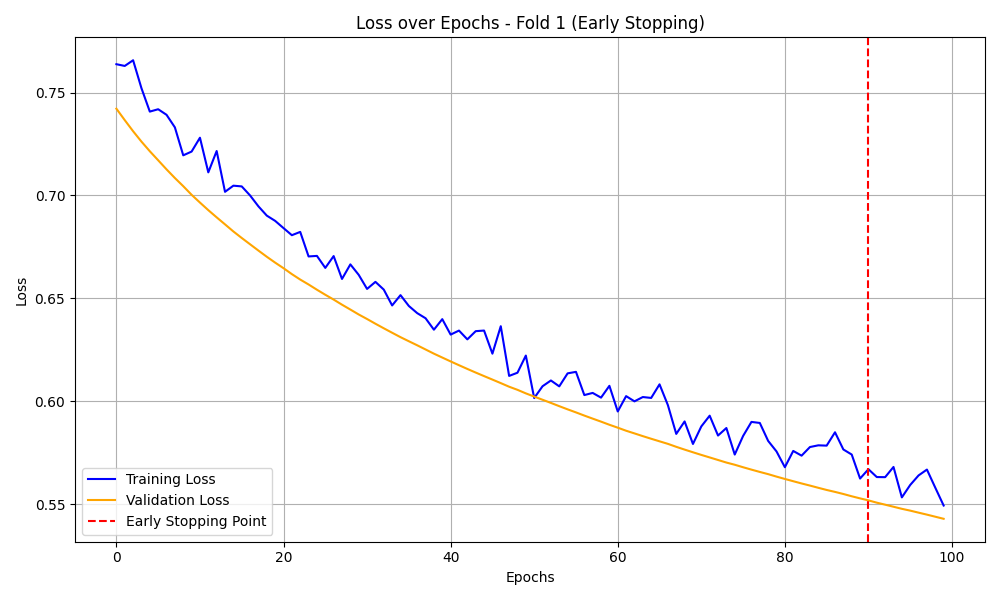 Loss over Epochs - Fold 1 (Early Stopping)
0.75
0.70
0.65
0.60
0.55
Loss
Training Loss
Validation Loss
Early Stopping Point
0 20 40 60 80 100
Epochs